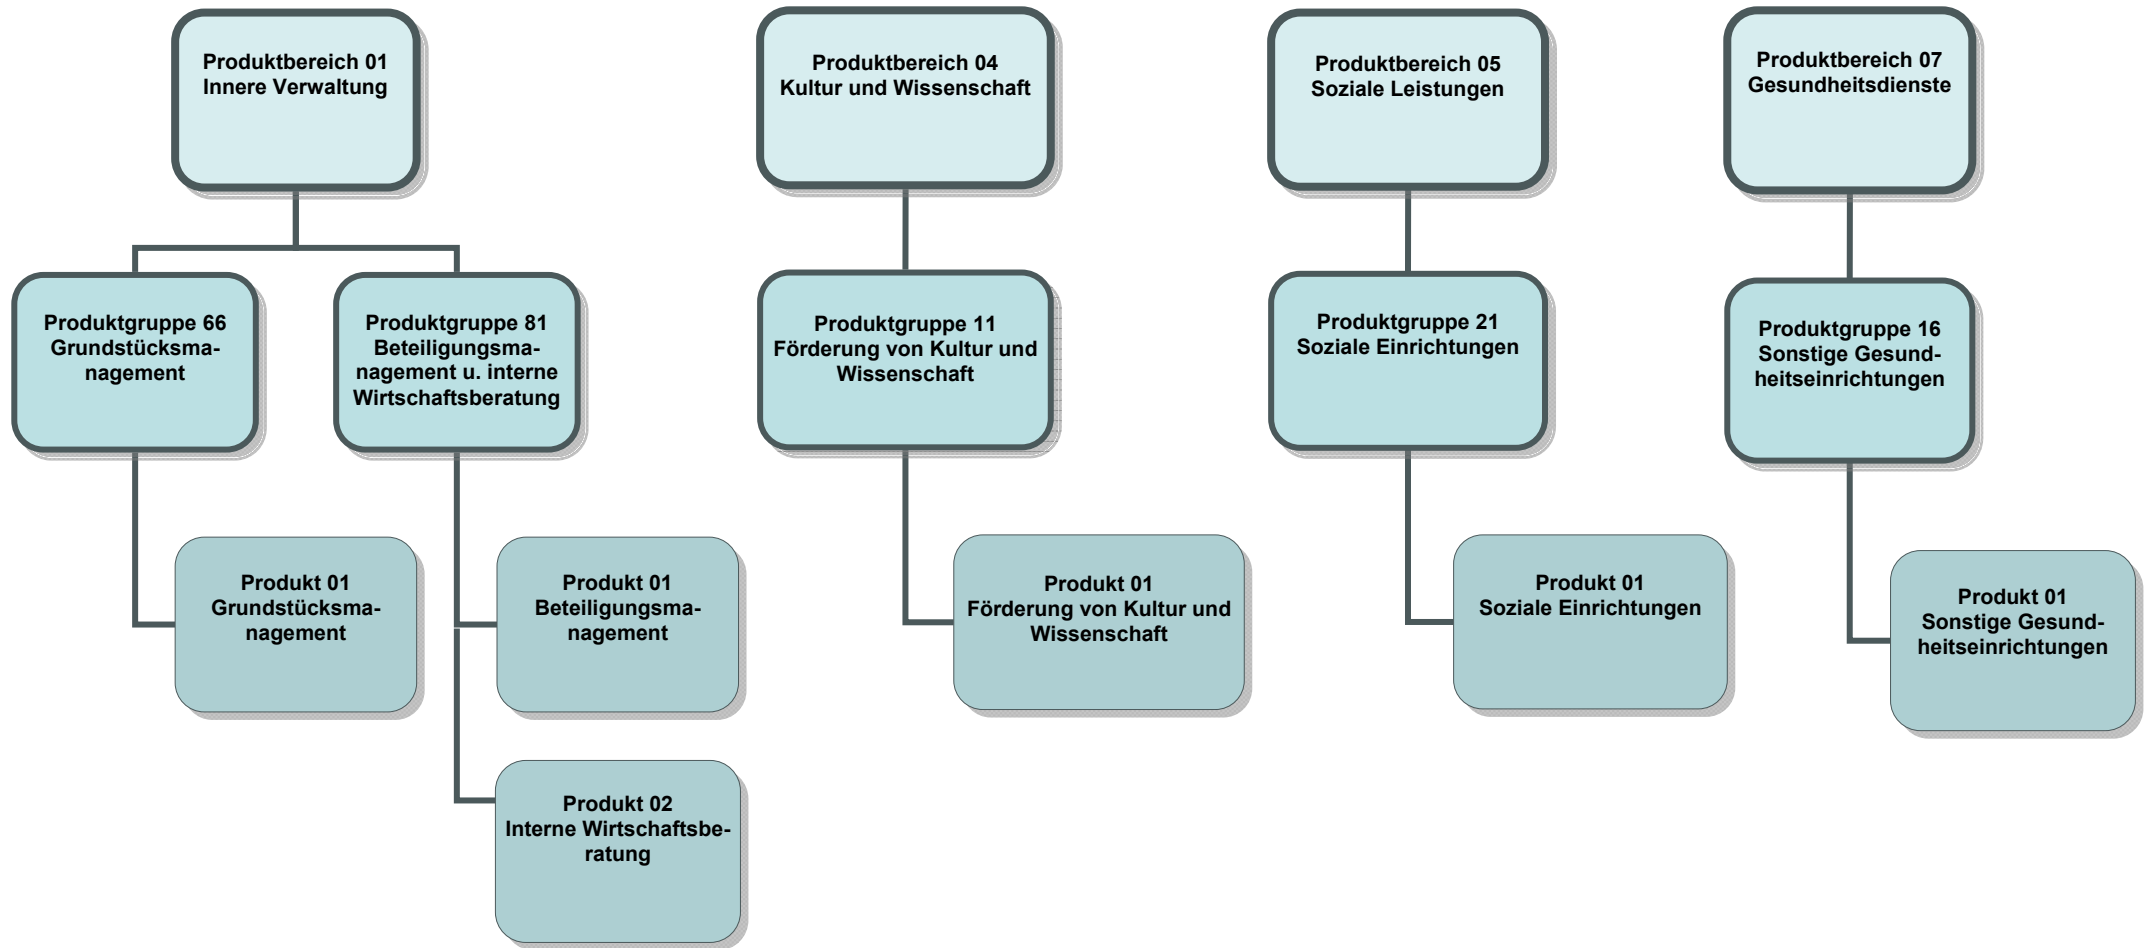 Produktbereich 01
Innere Verwaltung
Produktbereich 04
Kultur und Wissenschaft
Produktbereich 05
Soziale Leistungen
Produktbereich 07
Gesundheitsdienste
Produktgruppe 66
Grundstücksma-
nagement
Produktgruppe 81
Beteiligungsma-
nagement u. interne
Wirtschaftsberatung
Produktgruppe 11
Förderung von Kultur und
Wissenschaft
Produktgruppe 21
Soziale Einrichtungen
Produktgruppe 16
Sonstige Gesund-
heitseinrichtungen
Produkt 01
Grundstücksma-
nagement
Produkt 01
Beteiligungsma-
nagement
Produkt 01
Förderung von Kultur und
Wissenschaft
Produkt 01
Soziale Einrichtungen
Produkt 01
Sonstige Gesund-
heitseinrichtungen
Produkt 02
Interne Wirtschaftsbe-
ratung